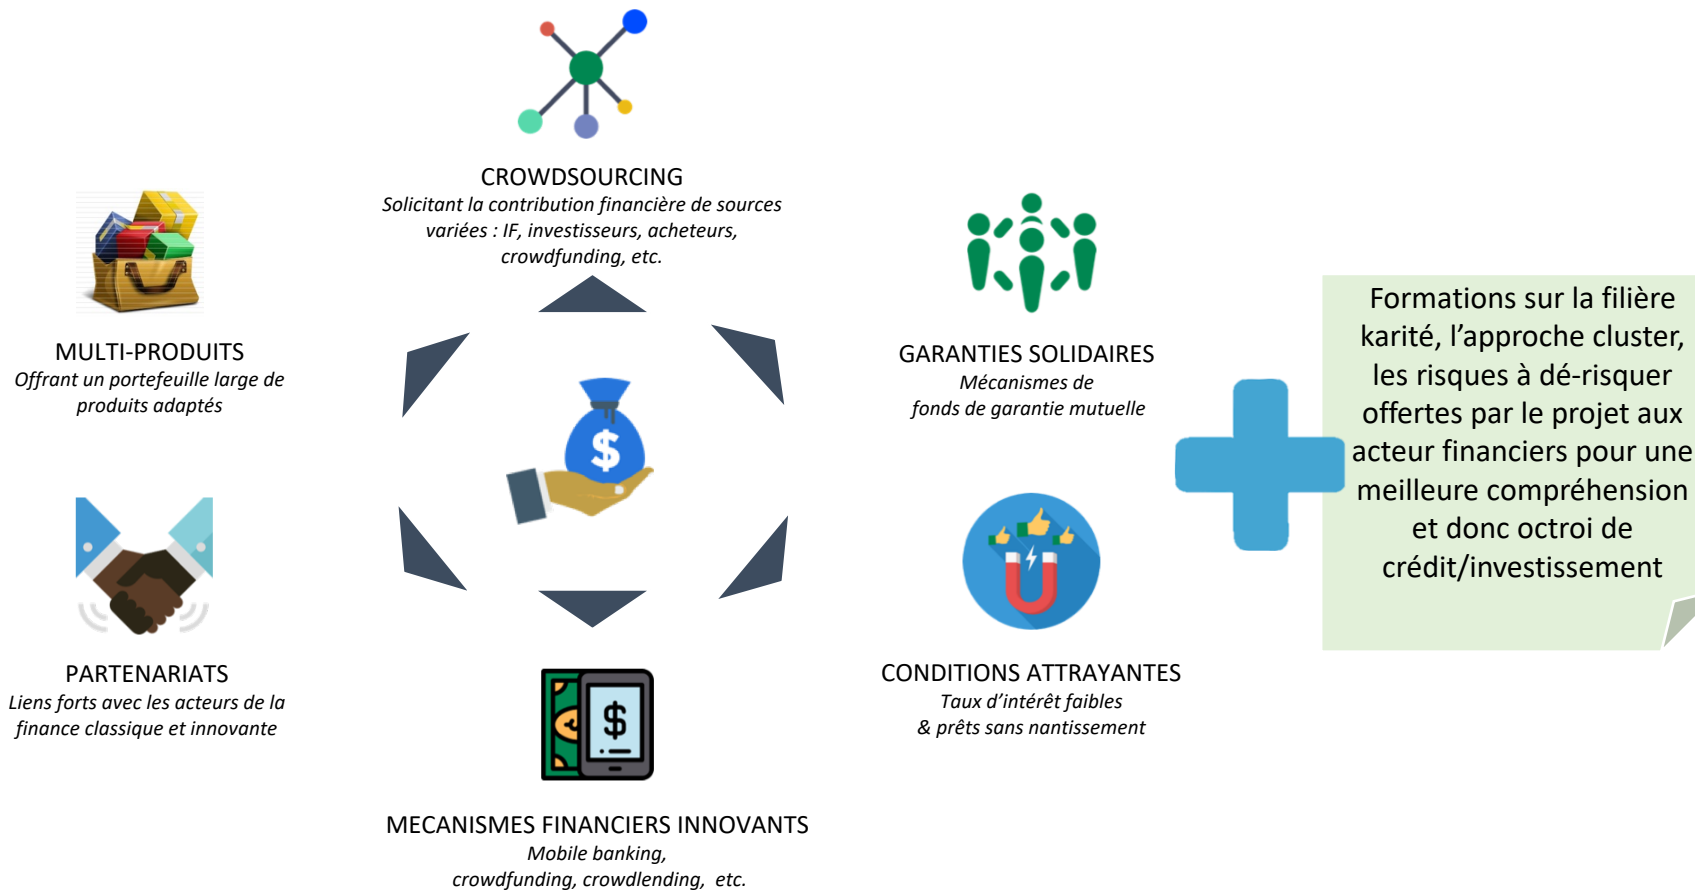 CROWDSOURCING
Solicitant la contribution financière de sources
variées : IF, investisseurs, acheteurs,
crowdfunding, etc.
MULTI-PRODUITS
Offrant un portefeuille large de
produits adaptés
GARANTIES SOLIDAIRES
Mécanismes de
fonds de garantie mutuelle
$
PARTENARIATS
Liens forts avec les acteurs de la
finance classique et innovante
CONDITIONS ATTRAYANTES
Taux d’intérêt faibles
& prêts sans nantissement
$
MECANISMES FINANCIERS INNOVANTS
Mobile banking,
crowdfunding, crowdlending, etc.
Formations sur la filière
karité, l’approche cluster,
les risques à dé-risquer
offertes par le projet aux
acteur financiers pour une
meilleure compréhension
et donc octroi de
crédit/investissement